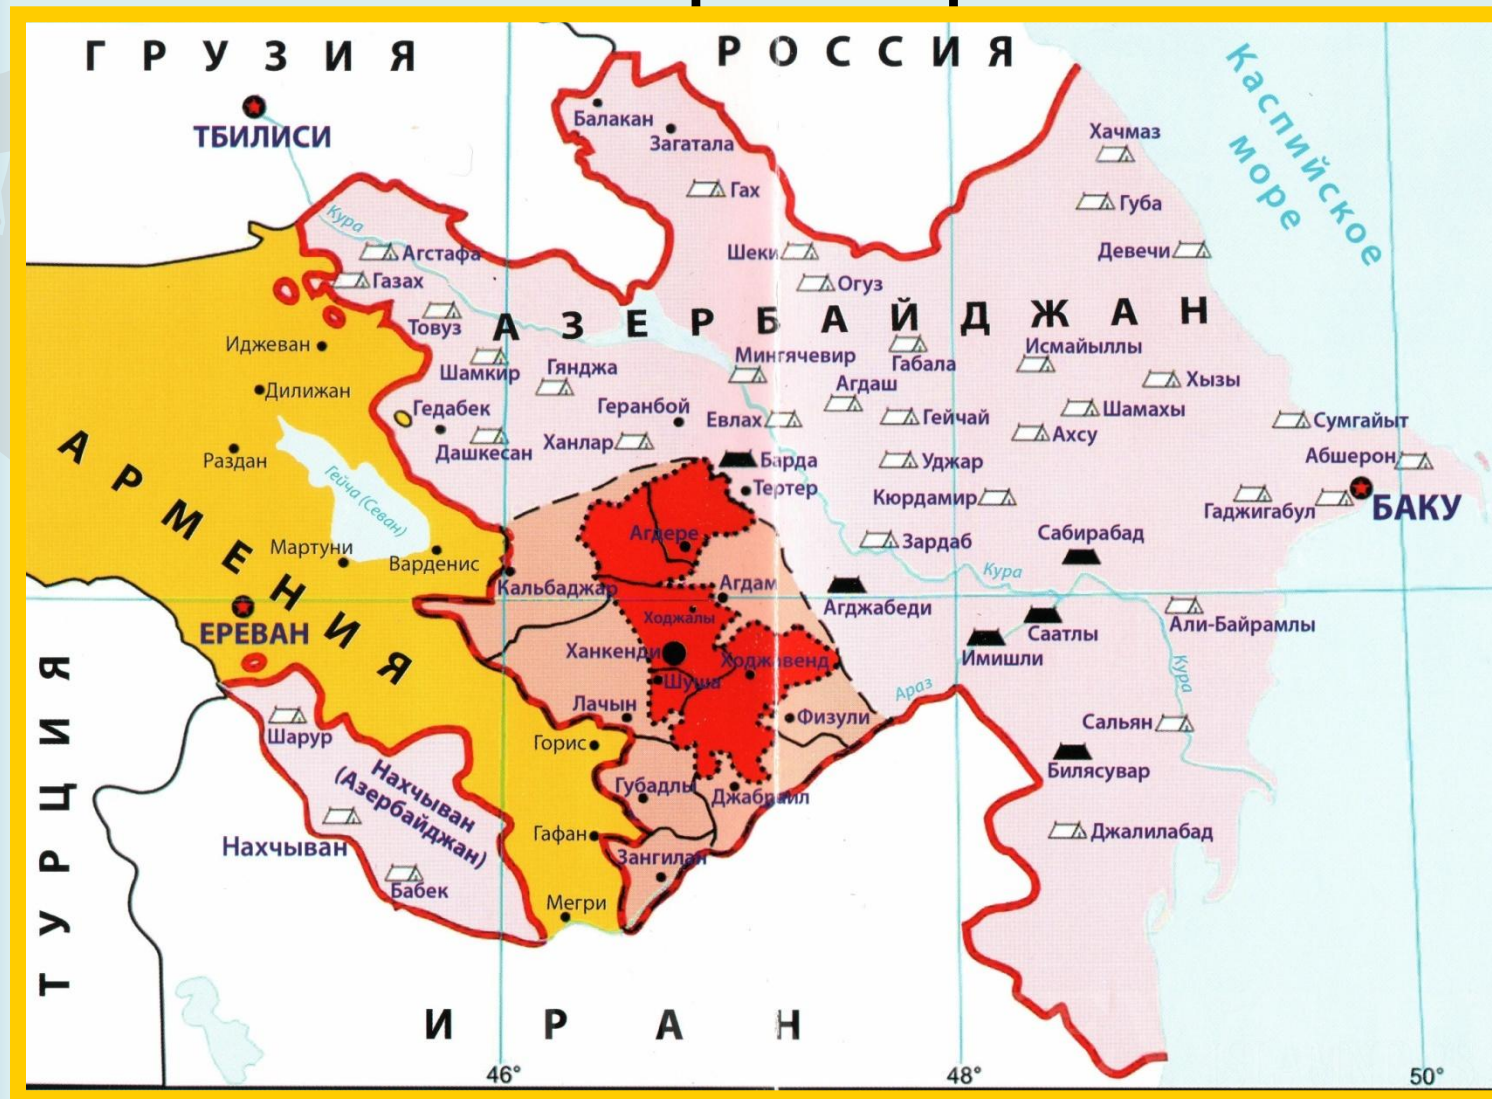 ГРУЗИЯ
РОССИЯ
Каспийское
море
ТБИЛИСИ
Балакан
Загатала
Хачмаз
Гах
Губа
Кура
Агстафа
Шеки
Девечи
Газах
Огуз
Товуз
АЗЕРБАЙДЖАН
Иджеван
Шамкир
Гянджа
Мингячевир
Габала
Исмайыллы
Дилижан
Агдаш
Хызы
Гедабек
Геранбой
Евлах
Гейчай
Шамахы
Сумгайыт
Дашкесан
Ханлар
Ахсу
Раздан
Барда
Уджар
Абшерон
АРМЕНИЯ
Гейча (Севан)
Тертер
Кюрдамир
Гаджигабул
БАКУ
Агдере
Зардаб
Сабирабад
Мартуни
Варденис
Кальбаджар
Агдам
Кура
Агджабеди
ЕРЕВАН
Ходжалы
Саатлы
Али-Байрамлы
Ханкенди
Ходжавенд
Имишли
Кура
Шуша
Араз
ТУРЦИЯ
Лачын
Физули
Сальян
Шарур
Горис
Билясувар
Нахчыван
(Азербайджан)
Губадлы
Джабраил
Нахчыван
Гафан
Джалилабад
Зангилан
Бабек
Мегри
ИРАН
46°
48°
50°